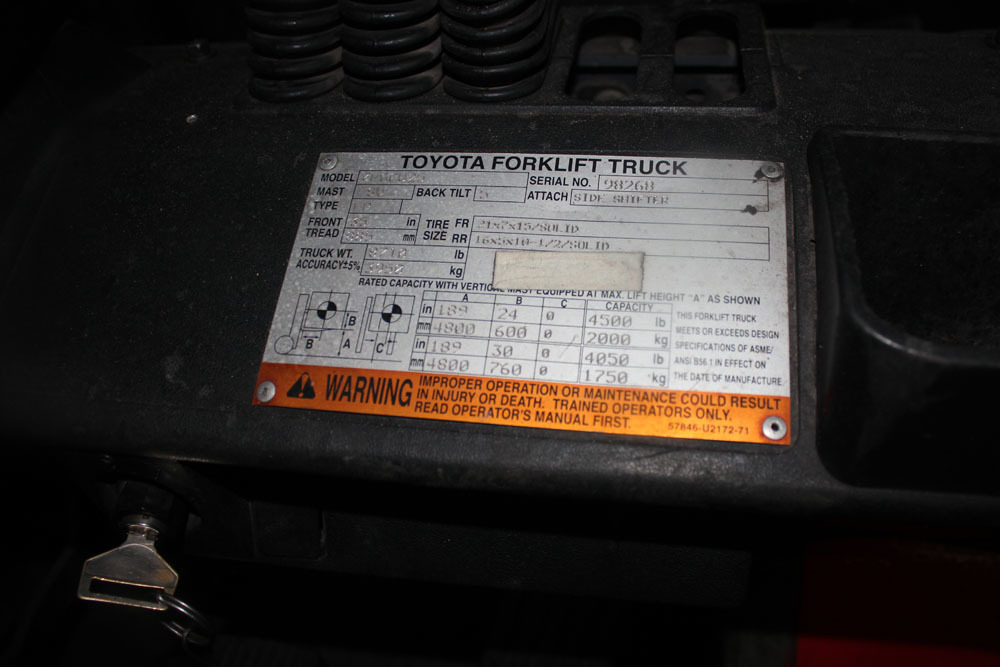 TOYOTA FORKLIFT TRUCK
MODEL SERIAL NO. 98268
MAST BACK TILT 5 ATTACH SIDE SHIFTER
TYPE
FRONT TREAD in mm
TIRE SIZE FR 21x7x15/SOLID
RR 16x5x10-1/2/SOLID
TRUCK WT. lb
ACCURACY±5% kg
RATED CAPACITY WITH VERTICAL MAST EQUIPPED AT MAX. LIFT HEIGHT "A" AS SHOWN
A B C CAPACITY
in 189 24 0 4500 lb
mm 4800 600 0 2000 kg
in 189 30 0 4050 lb
mm 4800 760 0 1750 kg
B
B A C
THIS FORKLIFT TRUCK
MEETS OR EXCEEDS DESIGN
SPECIFICATIONS OF ASME/
ANSI B56.1 IN EFFECT ON
THE DATE OF MANUFACTURE
WARNING
IMPROPER OPERATION OR MAINTENANCE COULD RESULT
IN INJURY OR DEATH. TRAINED OPERATORS ONLY.
READ OPERATOR'S MANUAL FIRST.
57846-U2172-71